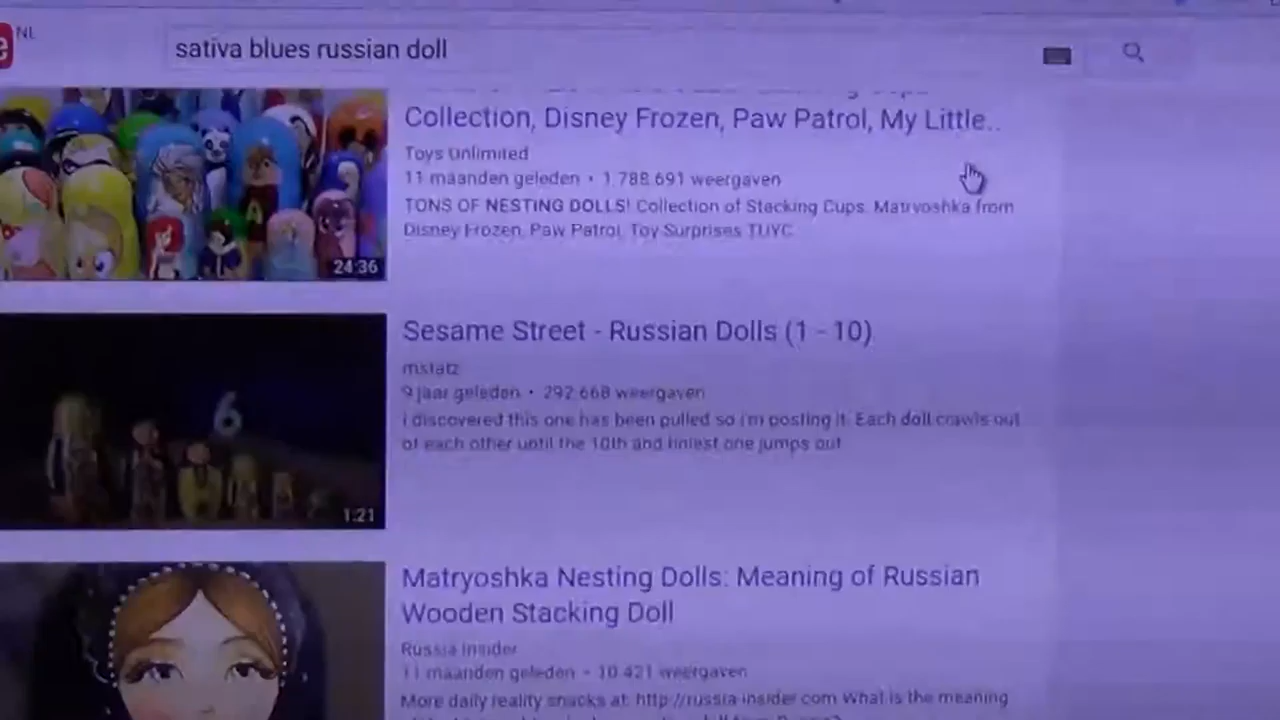 e NL
sativa blues russian doll
Collection, Disney Frozen, Paw Patrol, My Little..
Toys Unlimited
11 maanden geleden • 1.788.691 weergaven
TONS OF NESTING DOLLS! Collection of Stacking Cups, Matryoshka from
Disney Frozen, Paw Patrol, Toy Surprises TUYC
24:36
Sesame Street - Russian Dolls (1 - 10)
mstatz
9 jaar geleden • 292.668 weergaven
i discovered this one has been pulled so i'm posting it. Each doll crawls out
of each other until the 10th and tiniest one jumps out
6
1:21
Matryoshka Nesting Dolls: Meaning of Russian
Wooden Stacking Doll
Russia Insider
11 maanden geleden • 10.421 weergaven
More daily reality snacks at: http://russia-insider.com What is the meaning